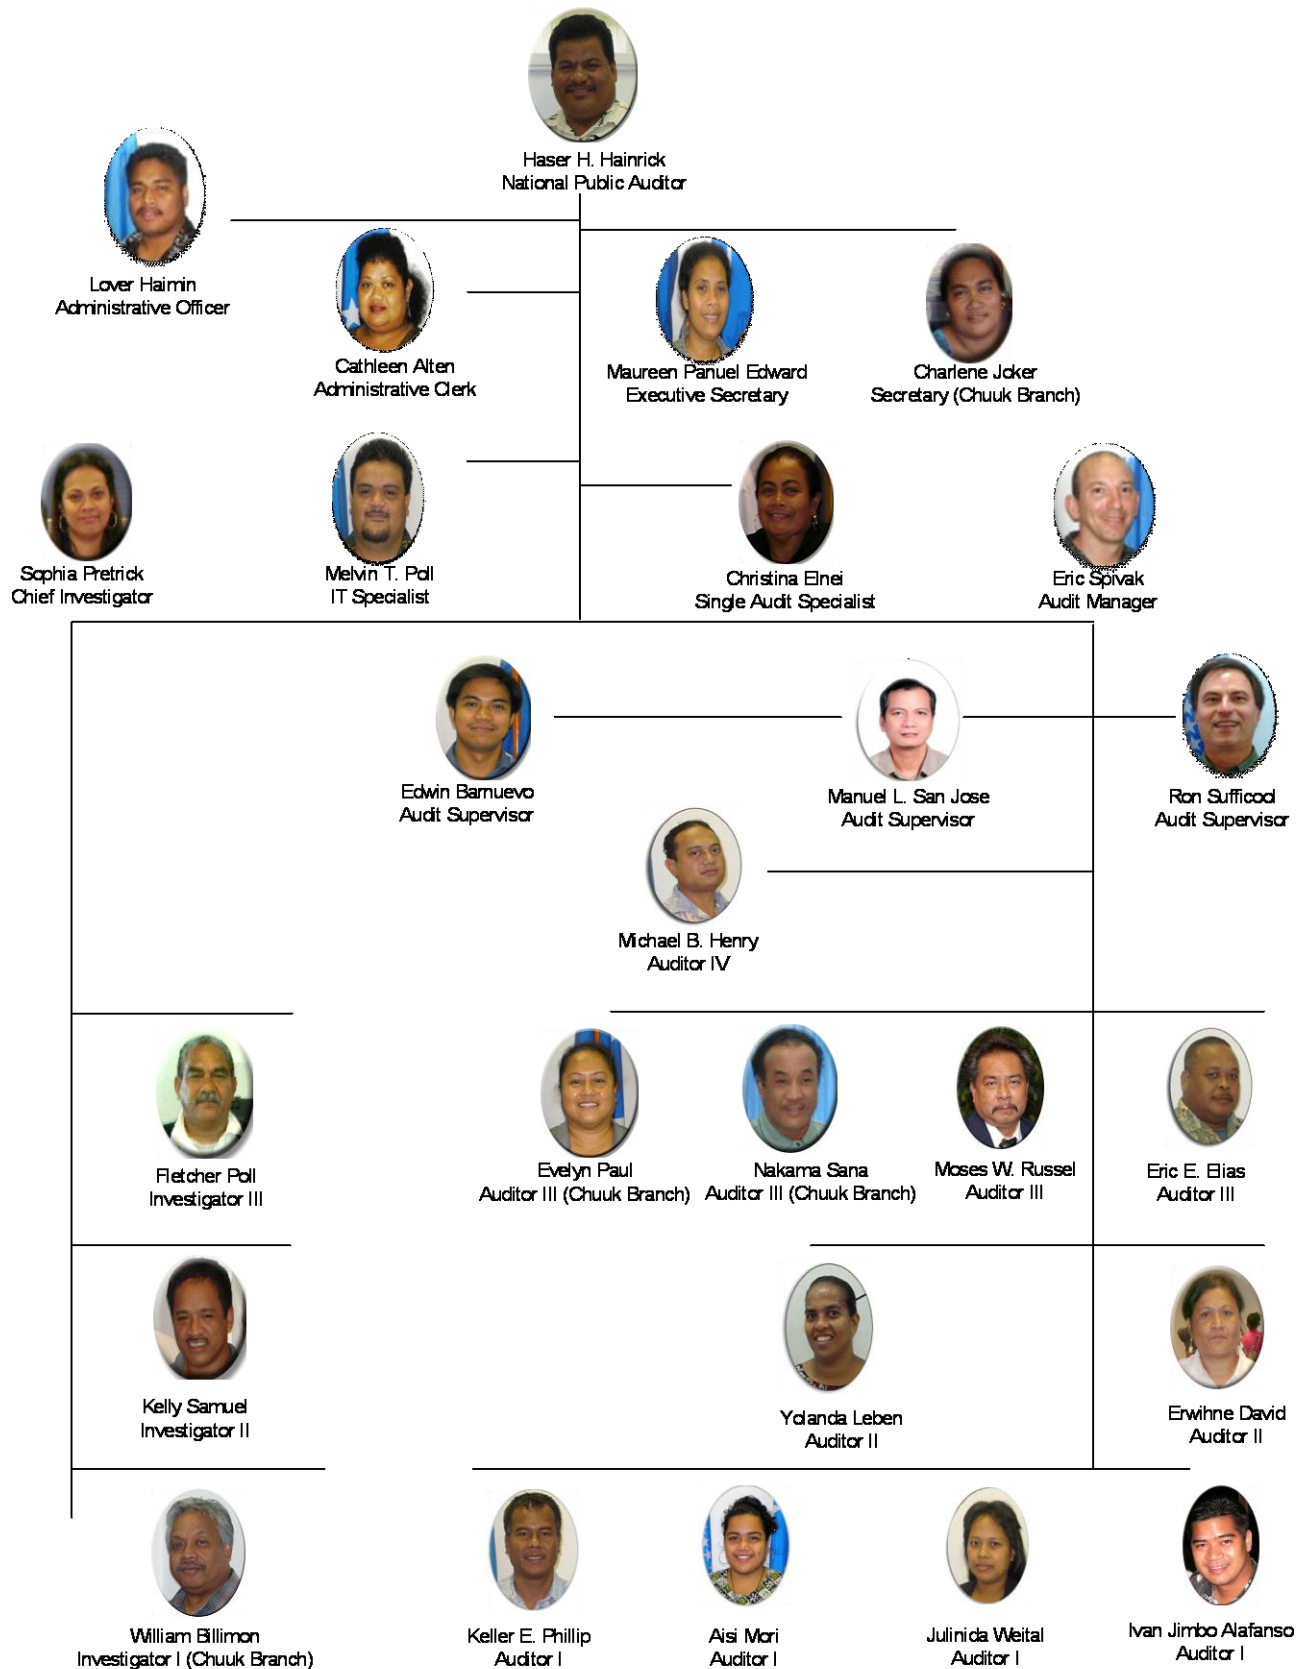 Haser H. Hainrick
National Public Auditor
Lover Haimin
Administrative Officer
Cathleen Alten
Administrative Clerk
Maureen Panuel Edward
Executive Secretary
Charlene Joker
Secretary (Chuuk Branch)
Sophia Pretrick
Chief Investigator
Melvin T. Poll
IT Specialist
Christina Elnei
Single Audit Specialist
Eric Spivak
Audit Manager
Edwin Barnuevo
Audit Supervisor
Manuel L. San Jose
Audit Supervisor
Ron Sufficool
Audit Supervisor
Michael B. Henry
Auditor IV
Fletcher Poll
Investigator III
Evelyn Paul
Auditor III (Chuuk Branch)
Nakama Sana
Auditor III (Chuuk Branch)
Moses W. Russel
Auditor III
Eric E. Elias
Auditor III
Kelly Samuel
Investigator II
Yolanda Leben
Auditor II
Erwihne David
Auditor II
William Billimon
Investigator I (Chuuk Branch)
Keller E. Phillip
Auditor I
Aisi Mori
Auditor I
Julinida Weital
Auditor I
Ivan Jimbo Alafanso
Auditor I